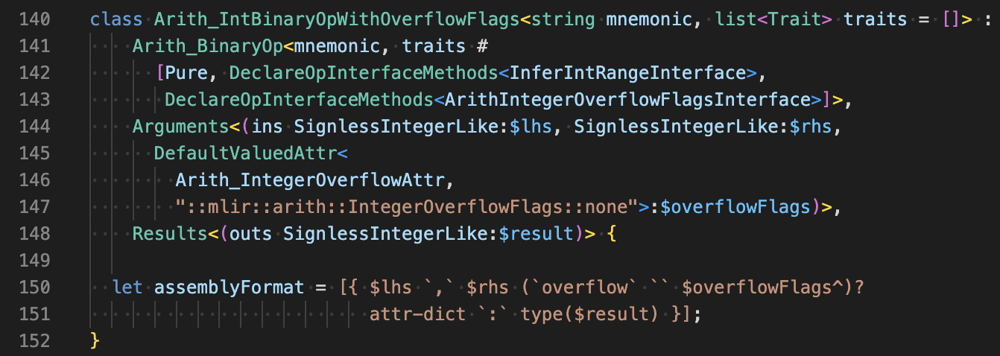 140 class Arith_IntBinaryOpWithOverflowFlags<string mnemonic, list<Trait> traits = []> :
141     Arith_BinaryOp<mnemonic, traits #
142       [Pure, DeclareOpInterfaceMethods<InferIntRangeInterface>,
143        DeclareOpInterfaceMethods<ArithIntegerOverflowFlagsInterface>]>,
144     Arguments<(ins SignlessIntegerLike:$lhs, SignlessIntegerLike:$rhs,
145       DefaultValuedAttr<
146         Arith_IntegerOverflowAttr,
147         "::mlir::arith::IntegerOverflowFlags::none">:$overflowFlags)>,
148     Results<(outs SignlessIntegerLike:$result)> {
149
150   let assemblyFormat = [{ $lhs `,` $rhs (`overflow` `` $overflowFlags^)?
151                           attr-dict `:` type($result) }];
152 }